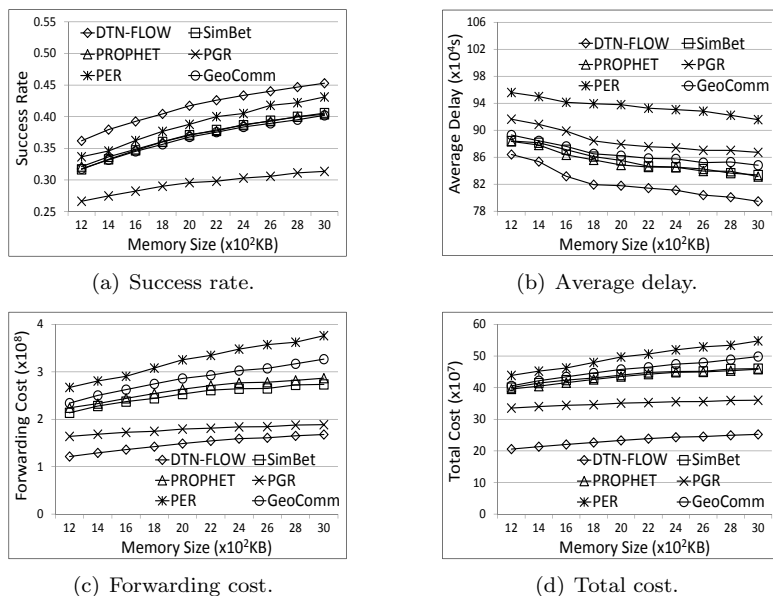 0.55
0.50
0.45
0.40
0.35
0.30
0.25
Success Rate
DTN-FLOW SimBet
PROPHET PGR
PER GeoComm
12 14 16 18 20 22 24 26 28 30
Memory Size (x10²KB)
(a) Success rate.
106
102
98
94
90
86
82
78
Average Delay (x10⁴s)
DTN-FLOW SimBet
PROPHET PGR
PER GeoComm
12 14 16 18 20 22 24 26 28 30
Memory Size (x10²KB)
(b) Average delay.
4
3
2
1
0
Forwarding Cost (x10⁸)
DTN-FLOW SimBet
PROPHET PGR
PER GeoComm
12 14 16 18 20 22 24 26 28 30
Memory Size (x10²KB)
(c) Forwarding cost.
60
50
40
30
20
10
0
Total Cost (x10⁷)
DTN-FLOW SimBet
PROPHET PGR
PER GeoComm
12 14 16 18 20 22 24 26 28 30
Memory Size (x10²KB)
(d) Total cost.